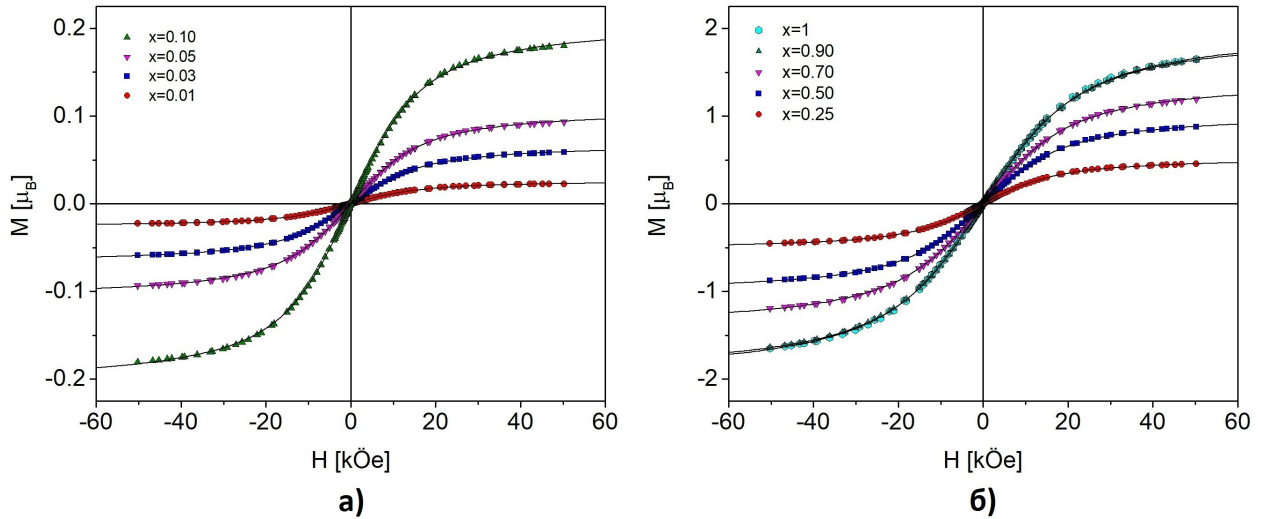 x=0.10
x=0.05
x=0.03
x=0.01
0.2
0.1
0.0
-0.1
-0.2
M [μB]
-60 -40 -20 0 20 40 60
H [kÖe]
а)
x=1
x=0.90
x=0.70
x=0.50
x=0.25
2
1
0
-1
-2
M [μB]
-60 -40 -20 0 20 40 60
H [kÖe]
б)